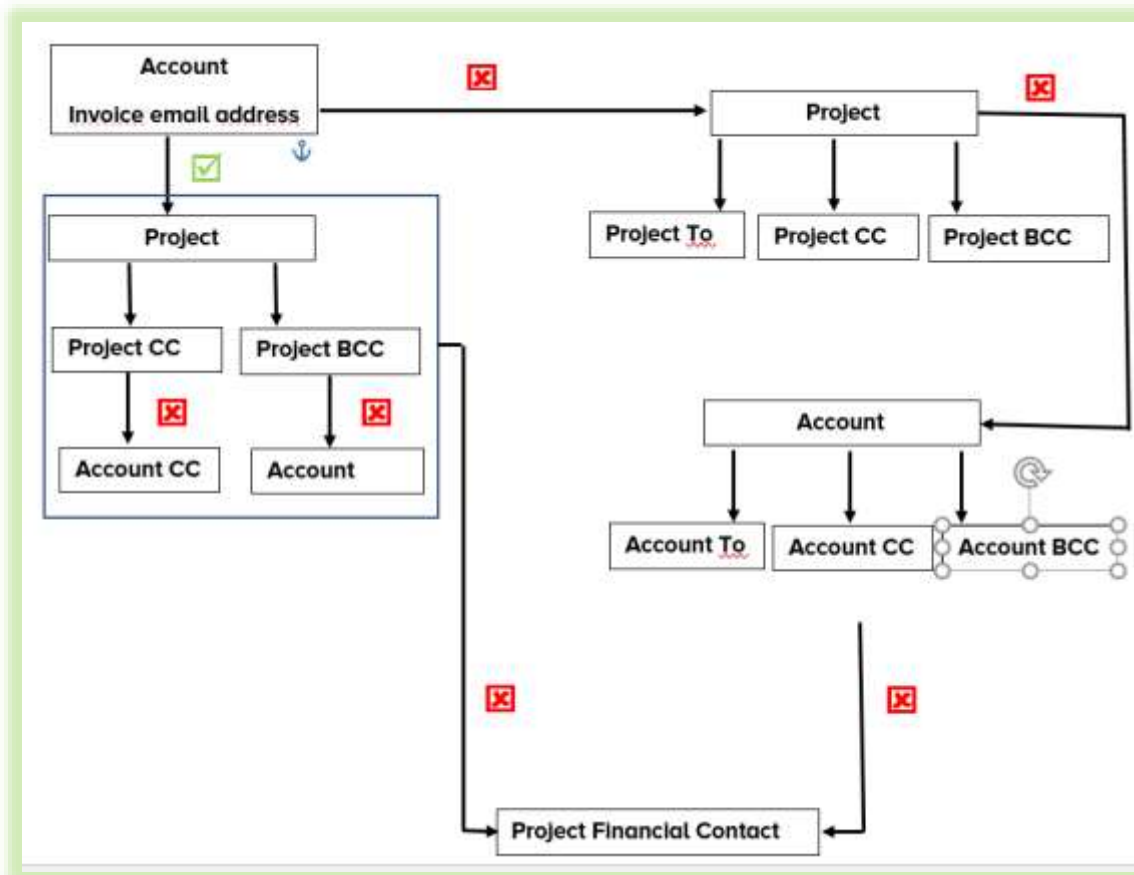 Account
Invoice email address
Project
Project To
Project CC
Project BCC
Project
Project CC
Project BCC
Account CC
Account
Account
Account To
Account CC
Account BCC
Project Financial Contact